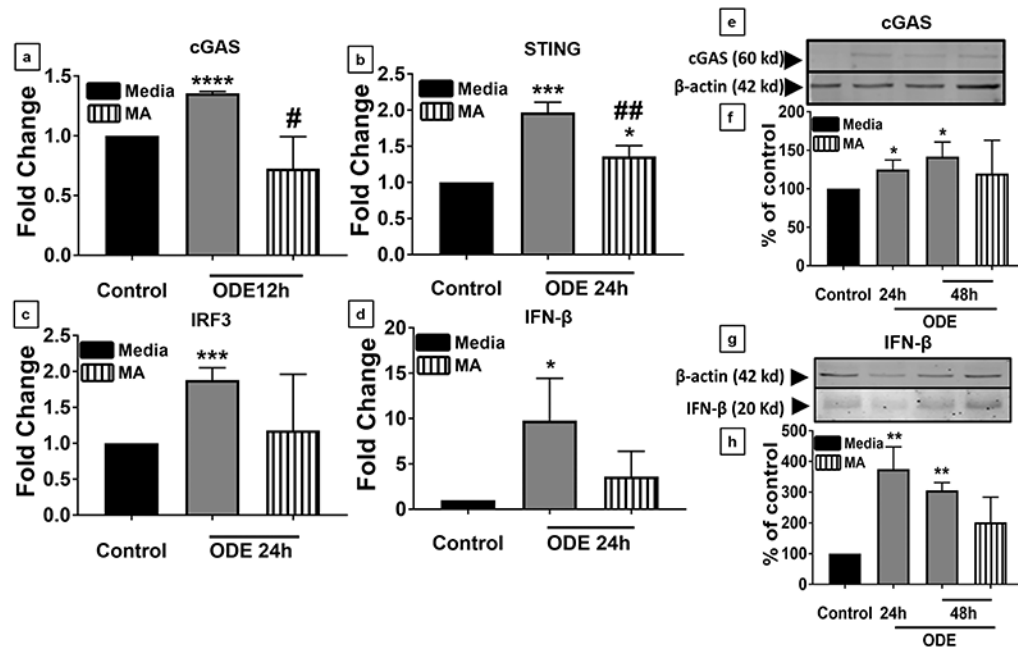 a
cGAS
Fold Change
1.5
1.0
0.5
0.0
Media
MA
****
#
Control
ODE12h
b
STING
Fold Change
2.5
2.0
1.5
1.0
0.5
0.0
Media
MA
***
##
*
Control
ODE 24h
c
IRF3
Fold Change
2.5
2.0
1.5
1.0
0.5
0.0
Media
MA
***
Control
ODE 24h
d
IFN-β
Fold Change
20
15
10
5
0
Media
MA
*
Control
ODE 24h
e
cGAS
cGAS (60 kd)
β-actin (42 kd)
f
% of control
200
150
100
50
0
Media
MA
*
*
Control 24h 48h
ODE
g
IFN-β
β-actin (42 kd)
IFN-β (20 Kd)
h
% of control
500
400
300
200
100
0
Media
MA
**
**
Control 24h 48h
ODE